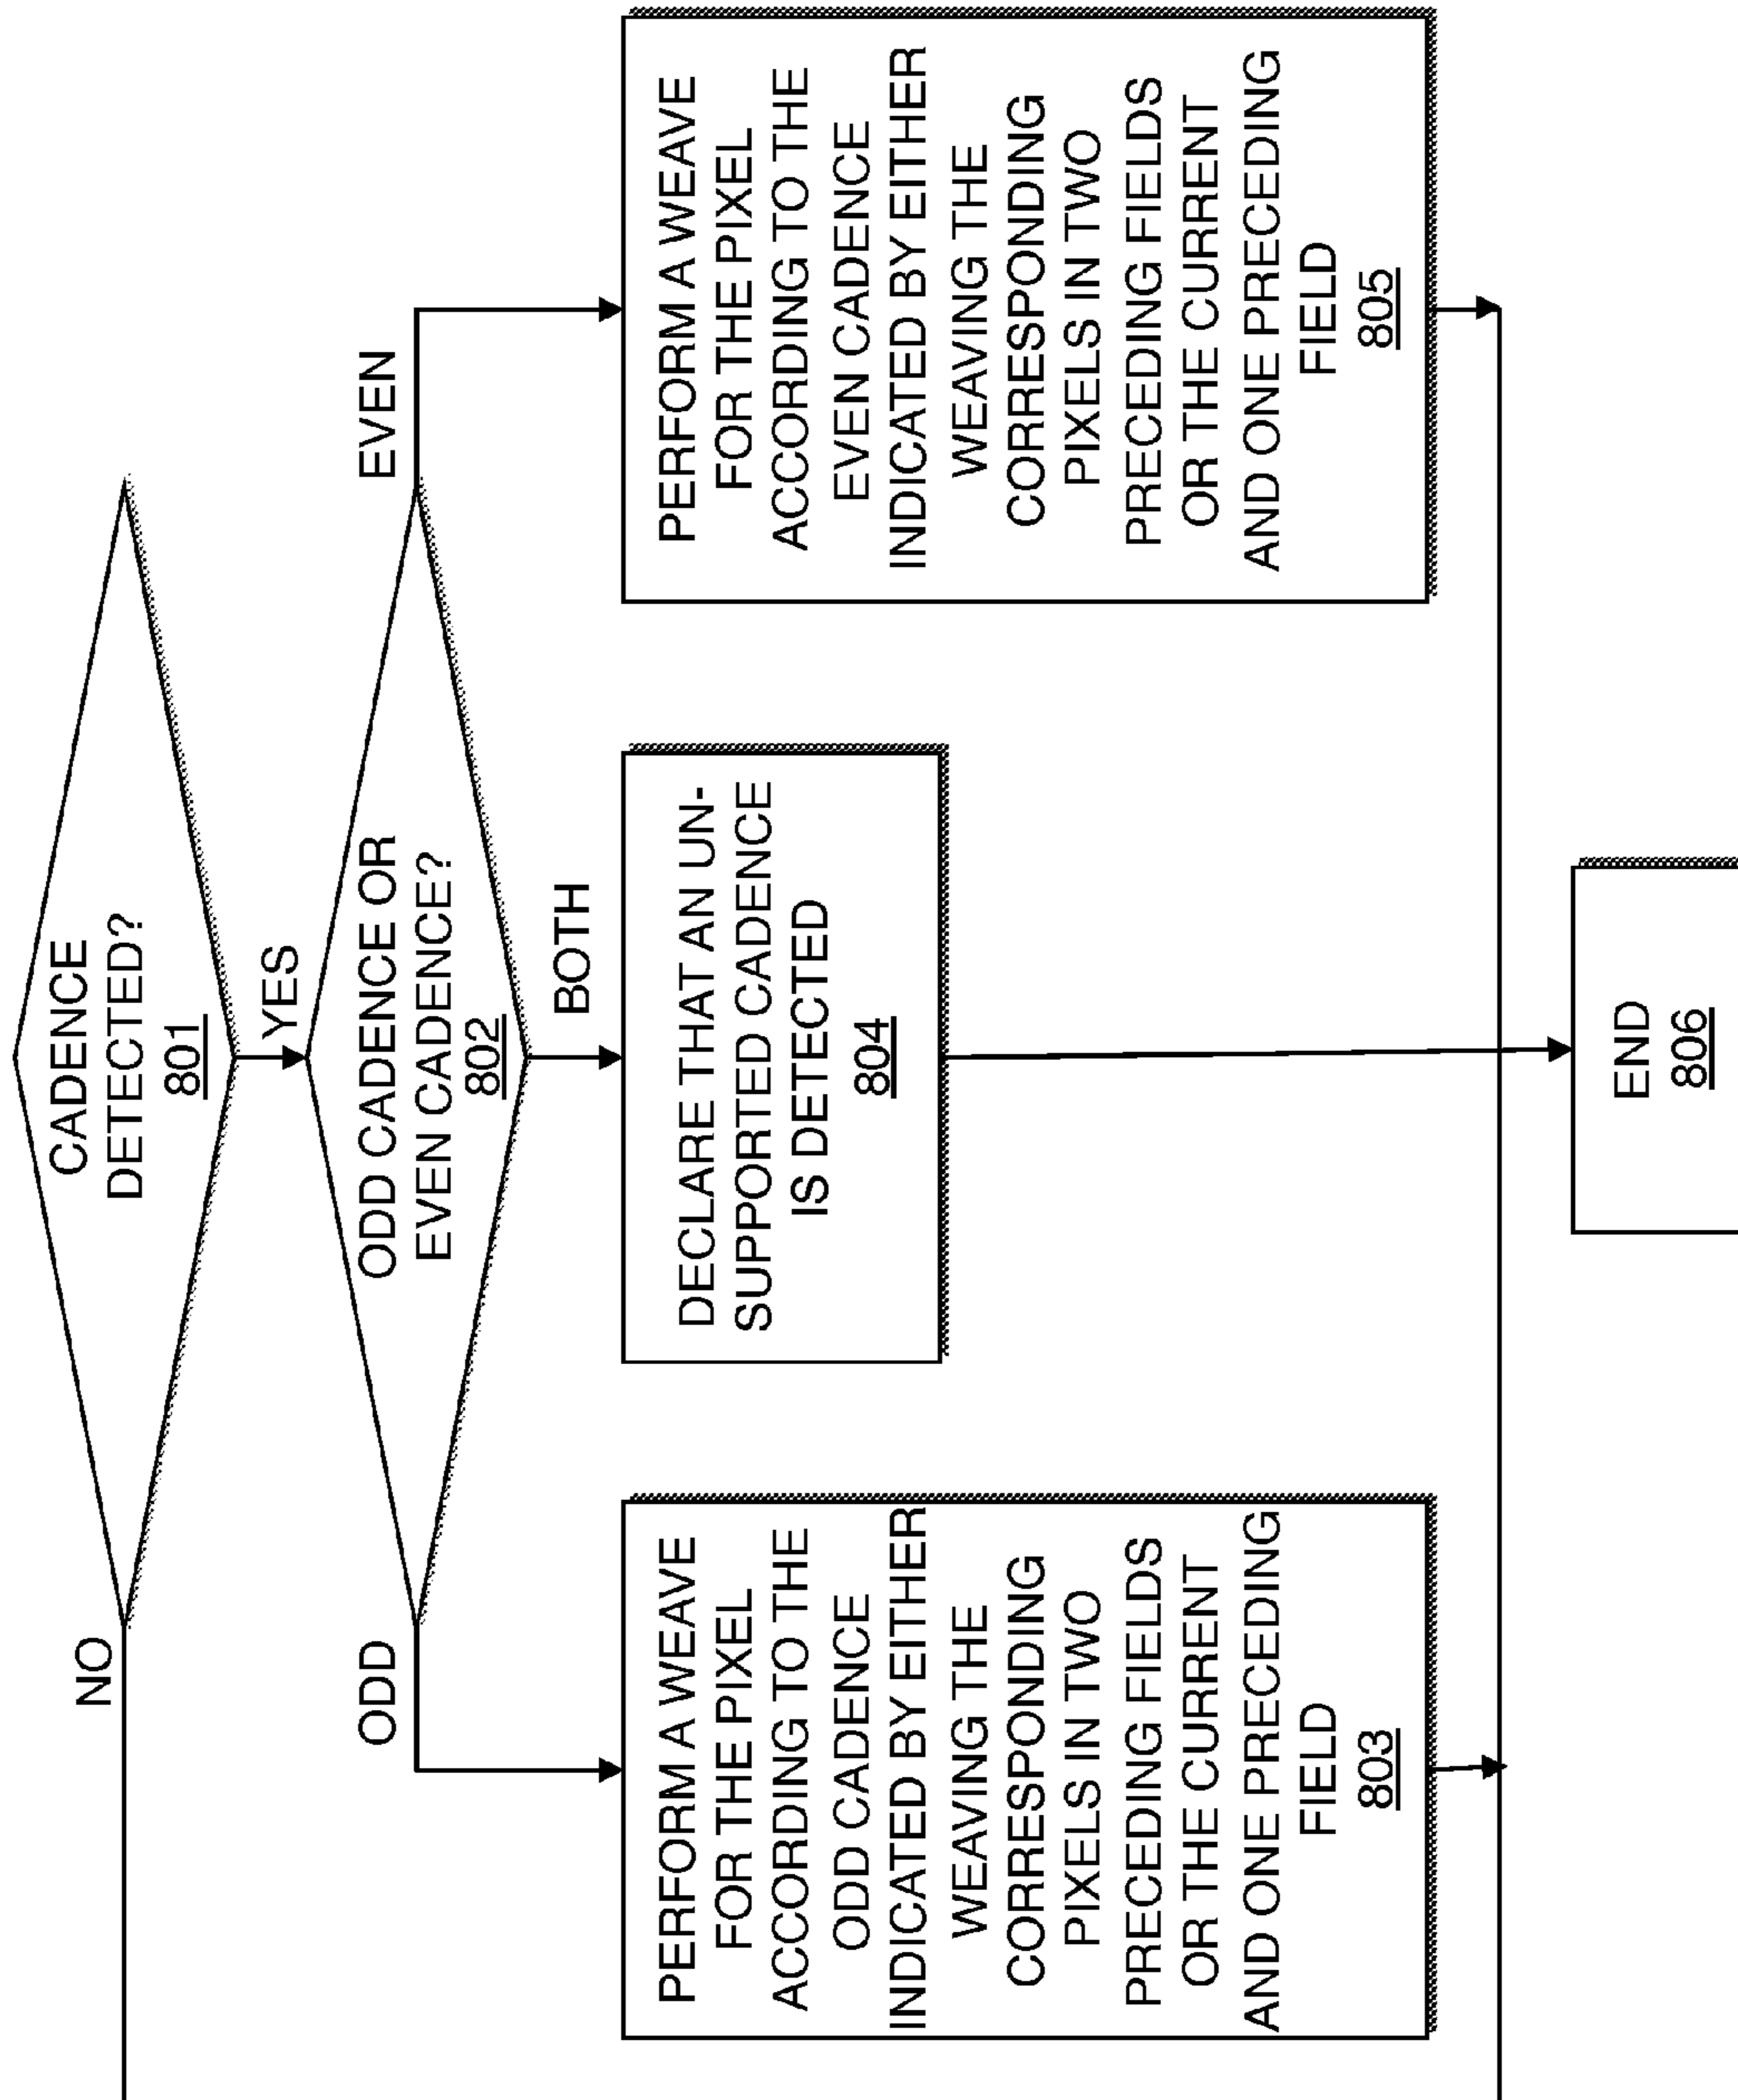 CADENCE
DETECTED?
801
NO
YES
ODD CADENCE OR
EVEN CADENCE?
802
ODD
BOTH
EVEN
PERFORM A WEAVE
FOR THE PIXEL
ACCORDING TO THE
ODD CADENCE
INDICATED BY EITHER
WEAVING THE
CORRESPONDING
PIXELS IN TWO
PRECEDING FIELDS
OR THE CURRENT
AND ONE PRECEDING
FIELD
803
DECLARE THAT AN UN-
SUPPORTED CADENCE
IS DETECTED
804
PERFORM A WEAVE
FOR THE PIXEL
ACCORDING TO THE
EVEN CADENCE
INDICATED BY EITHER
WEAVING THE
CORRESPONDING
PIXELS IN TWO
PRECEDING FIELDS
OR THE CURRENT
AND ONE PRECEDING
FIELD
805
END
806